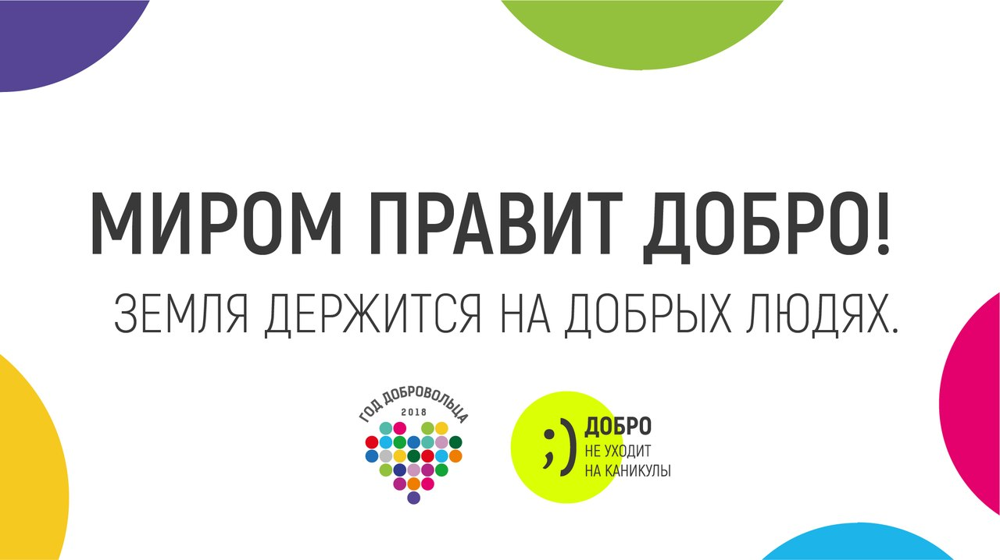 МИРОМ ПРАВИТ ДОБРО!
ЗЕМЛЯ ДЕРЖИТСЯ НА ДОБРЫХ ЛЮДЯХ.
ГОД ДОБРОВОЛЬЦА
2018
;)
ДОБРО
НЕ УХОДИТ
НА КАНИКУЛЫ